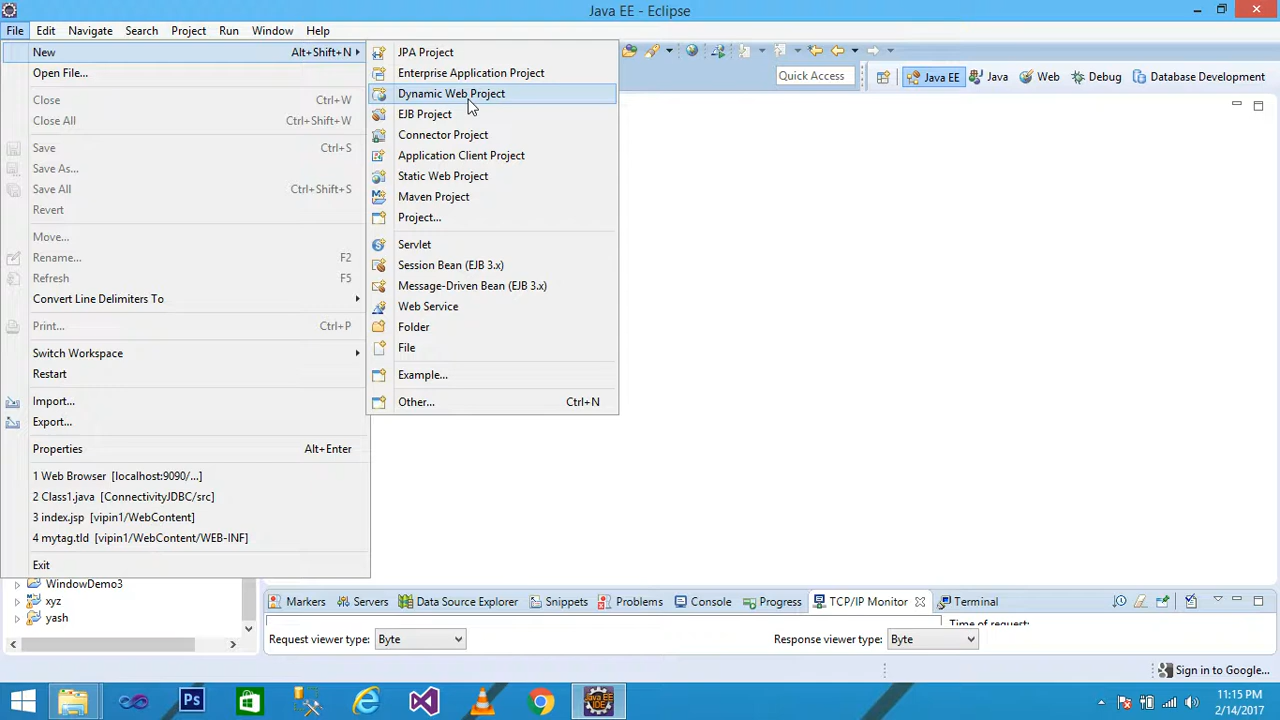 Java EE - Eclipse
File Edit Navigate Search Project Run Window Help
New Alt+Shift+N
Open File...
Close Ctrl+W
Close All Ctrl+Shift+W
Save Ctrl+S
Save As...
Save All Ctrl+Shift+S
Revert
Move...
Rename... F2
Refresh F5
Convert Line Delimiters To
Print... Ctrl+P
Switch Workspace
Restart
Import...
Export...
Properties Alt+Enter
1 Web Browser [localhost:9090/...]
2 Class1.java [ConnectivityJDBC/src]
3 index.jsp [vipin1/WebContent]
4 mytag.tld [vipin1/WebContent/WEB-INF]
Exit
JPA Project
Enterprise Application Project
Dynamic Web Project
EJB Project
Connector Project
Application Client Project
Static Web Project
Maven Project
Project...
Servlet
Session Bean (EJB 3.x)
Message-Driven Bean (EJB 3.x)
Web Service
Folder
File
Example...
Other... Ctrl+N
Quick Access Java EE Java Web Debug Database Development
WindowDemo3
xyz
yash
Markers Servers Data Source Explorer Snippets Problems Console Progress TCP/IP Monitor Terminal
Time of request:
Request viewer type: Byte Response viewer type: Byte
Sign in to Google...
Ps
Java EE
IDE
11:15 PM
2/14/2017